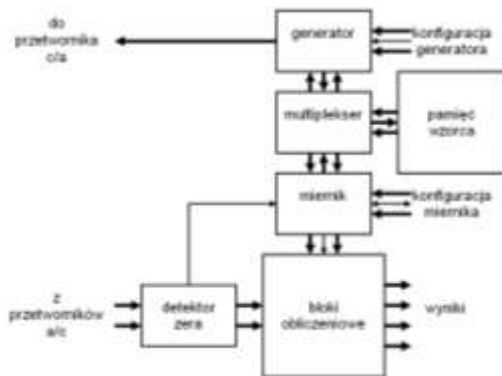 do
przetwornika
c/a
generator
konfiguracja
generatora
multiplekser
pamięć
wzorca
miernik
konfiguracja
miernika
z
przetworników
a/c
detektor
zera
bloki
obliczeniowe
wyniki